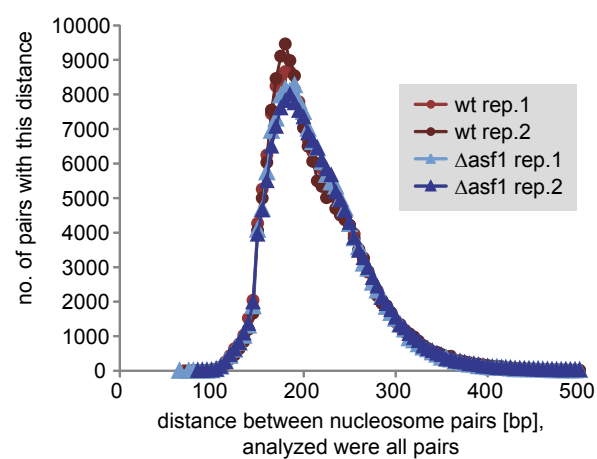 no. of pairs with this distance
10000
9000
8000
7000
6000
5000
4000
3000
2000
1000
0
wt rep.1
wt rep.2
Δasf1 rep.1
Δasf1 rep.2
0 100 200 300 400 500
distance between nucleosome pairs [bp],
analyzed were all pairs